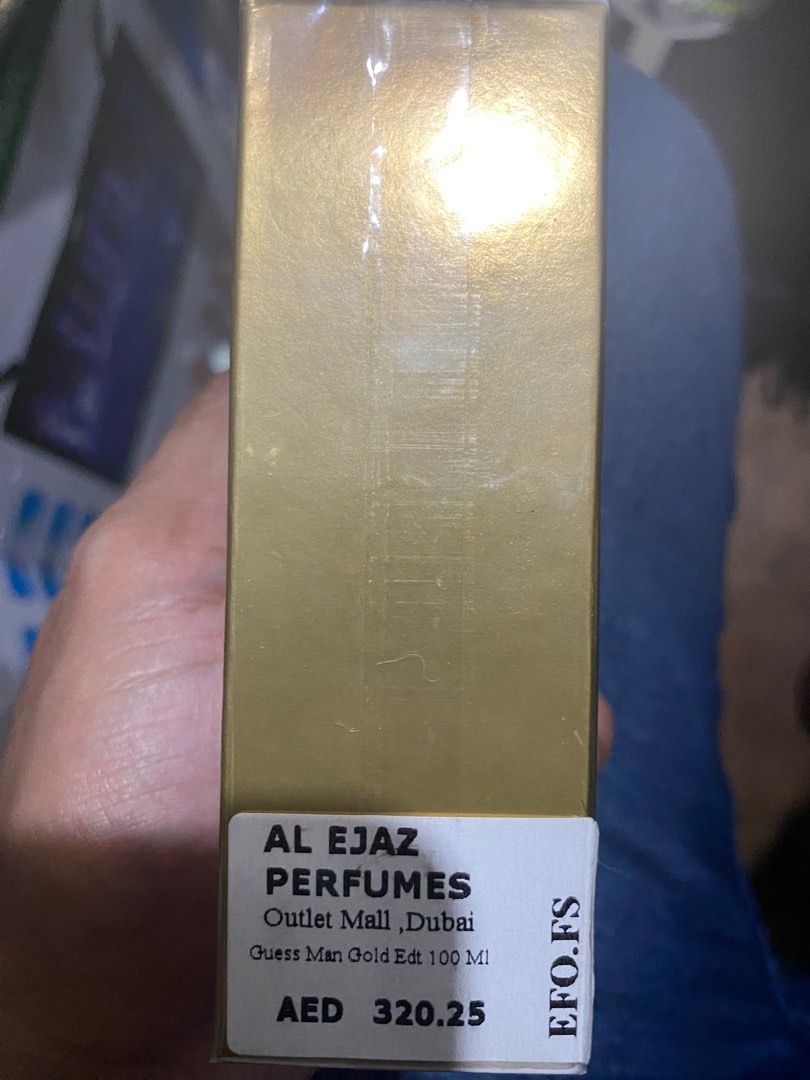 AL EJAZ
PERFUMES
Outlet Mall ,Dubai
Guess Man Gold Edt 100 Ml
AED 320.25
EFO.FS